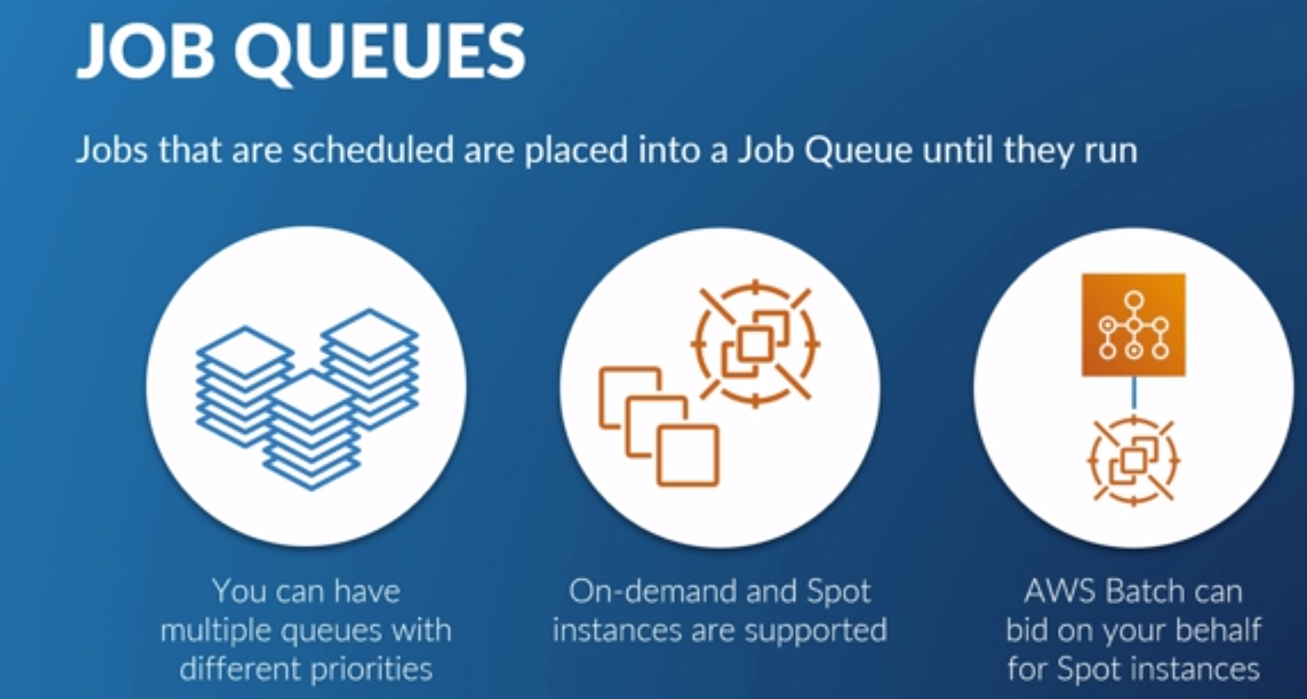 JOB QUEUES
Jobs that are scheduled are placed into a Job Queue until they run
You can have
multiple queues with
different priorities
On-demand and Spot
instances are supported
AWS Batch can
bid on your behalf
for Spot instances